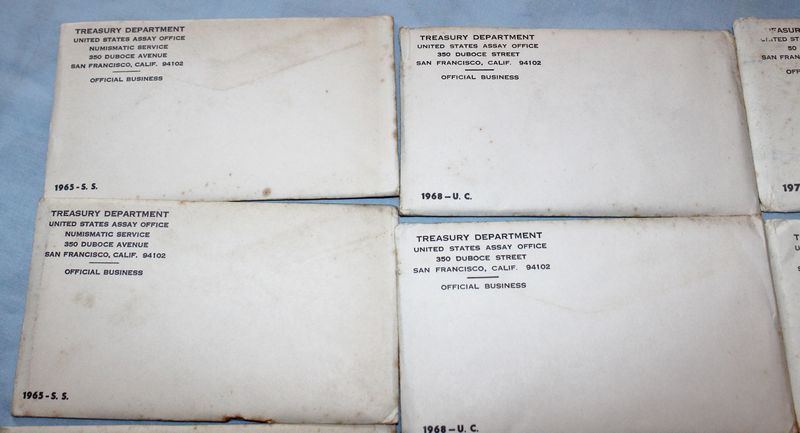 TREASURY DEPARTMENT
UNITED STATES ASSAY OFFICE
NUMISMATIC SERVICE
350 DUBOCE AVENUE
SAN FRANCISCO, CALIF. 94102
OFFICIAL BUSINESS
1965 - S. S.
TREASURY DEPARTMENT
UNITED STATES ASSAY OFFICE
350 DUBOCE STREET
SAN FRANCISCO, CALIF. 94102
OFFICIAL BUSINESS
1968 - U. C.
TREASURY DEPARTMENT
UNITED STATES ASSAY OFFICE
NUMISMATIC SERVICE
350 DUBOCE AVENUE
SAN FRANCISCO, CALIF. 94102
OFFICIAL BUSINESS
1965 - S. S.
TREASURY DEPARTMENT
UNITED STATES ASSAY OFFICE
350 DUBOCE STREET
SAN FRANCISCO, CALIF. 94102
OFFICIAL BUSINESS
1968 - U. C.